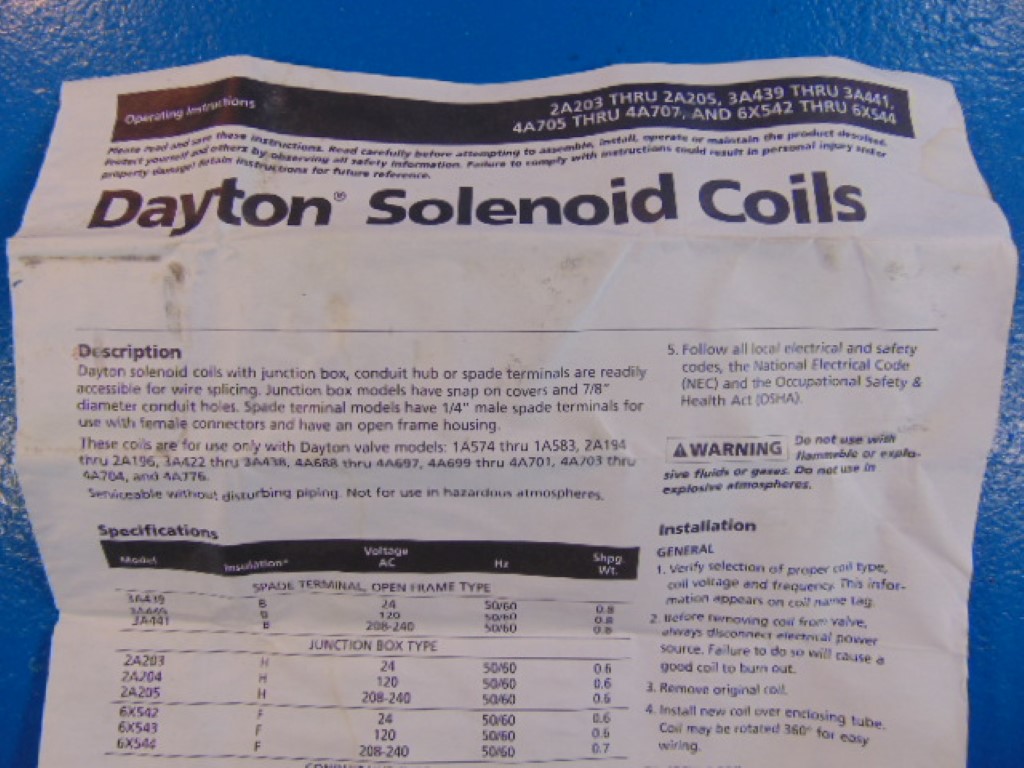 Operating Instructions
2A203 THRU 2A205, 3A439 THRU 3A441,
4A705 THRU 4A707, AND 6X542 THRU 6X544
Please read and save these instructions. Read carefully before attempting to assemble, install, operate or maintain the product described.
Protect yourself and others by observing all safety information. Failure to comply with instructions could result in personal injury and/or
property damage! Retain instructions for future reference.
Dayton® Solenoid Coils
Description
Dayton solenoid coils with junction box, conduit hub or spade terminals are readily
accessible for wire splicing. Junction box models have snap on covers and 7/8"
diameter conduit holes. Spade terminal models have 1/4" male spade terminals for
use with female connectors and have an open frame housing.
These coils are for use only with Dayton valve models: 1A574 thru 1A583, 2A194
thru 2A196, 3A422 thru 3A438, 4A688 thru 4A697, 4A699 thru 4A701, 4A703 thru
4A704, and 4A776.
Serviceable without disturbing piping. Not for use in hazardous atmospheres.
Specifications
Model Insulation* Voltage AC Hz Shpg. Wt.
SPADE TERMINAL, OPEN FRAME TYPE
3A439 B 24 50/60 0.8
3A440 B 120 50/60 0.8
3A441 B 208-240 50/60 0.8
JUNCTION BOX TYPE
2A203 H 24 50/60 0.6
2A204 H 120 50/60 0.6
2A205 H 208-240 50/60 0.6
6X542 F 24 50/60 0.6
6X543 F 120 50/60 0.6
6X544 F 208-240 50/60 0.7
5. Follow all local electrical and safety
codes, the National Electrical Code
(NEC) and the Occupational Safety &
Health Act (OSHA).
WARNING Do not use with
flammable or explo-
sive fluids or gases. Do not use in
explosive atmospheres.
Installation
GENERAL
1. Verify selection of proper coil type,
coil voltage and frequency. This infor-
mation appears on coil name tag.
2. Before removing coil from valve,
always disconnect electrical power
source. Failure to do so will cause a
good coil to burn out.
3. Remove original coil.
4. Install new coil over enclosing tube.
Coil may be rotated 360° for easy
wiring.